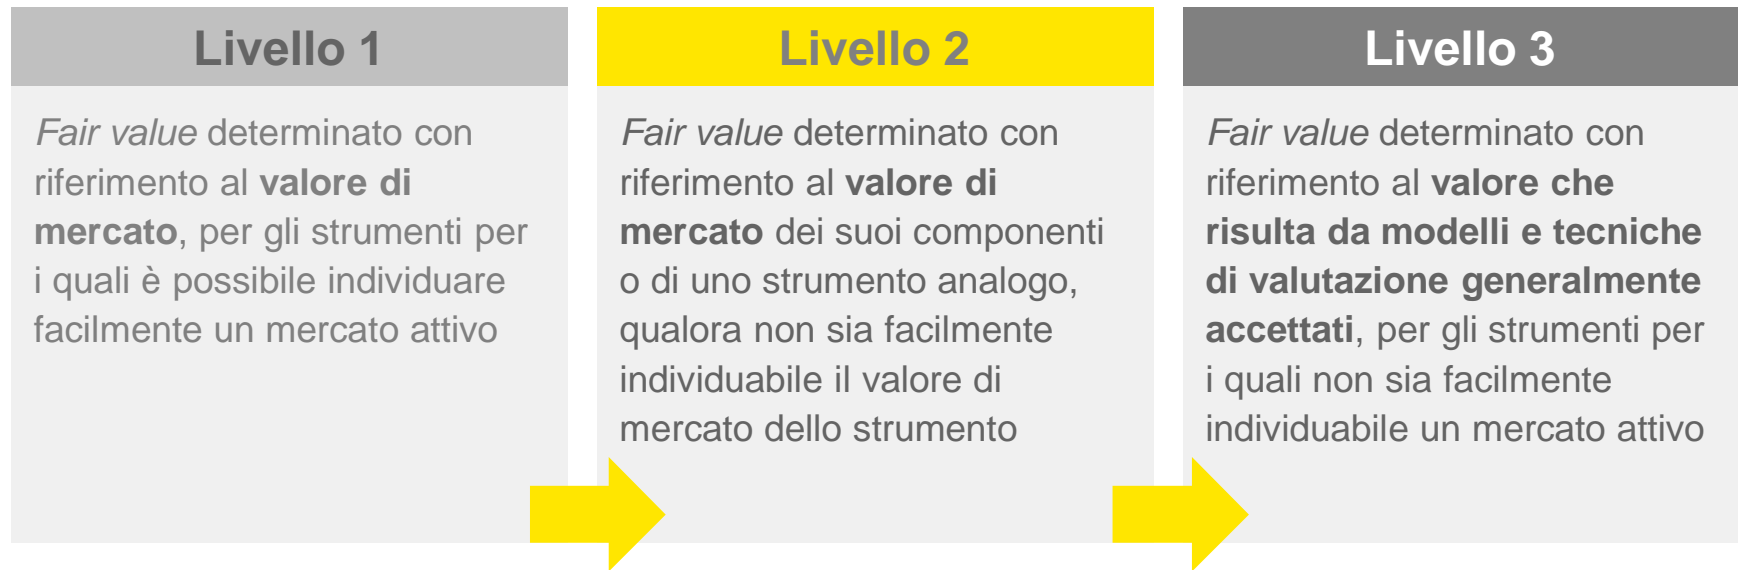 Livello 1
Fair value determinato con
riferimento al valore di
mercato, per gli strumenti per
i quali è possibile individuare
facilmente un mercato attivo
Livello 2
Fair value determinato con
riferimento al valore di
mercato dei suoi componenti
o di uno strumento analogo,
qualora non sia facilmente
individuabile il valore di
mercato dello strumento
Livello 3
Fair value determinato con
riferimento al valore che
risulta da modelli e tecniche
di valutazione generalmente
accettati, per gli strumenti per
i quali non sia facilmente
individuabile un mercato attivo